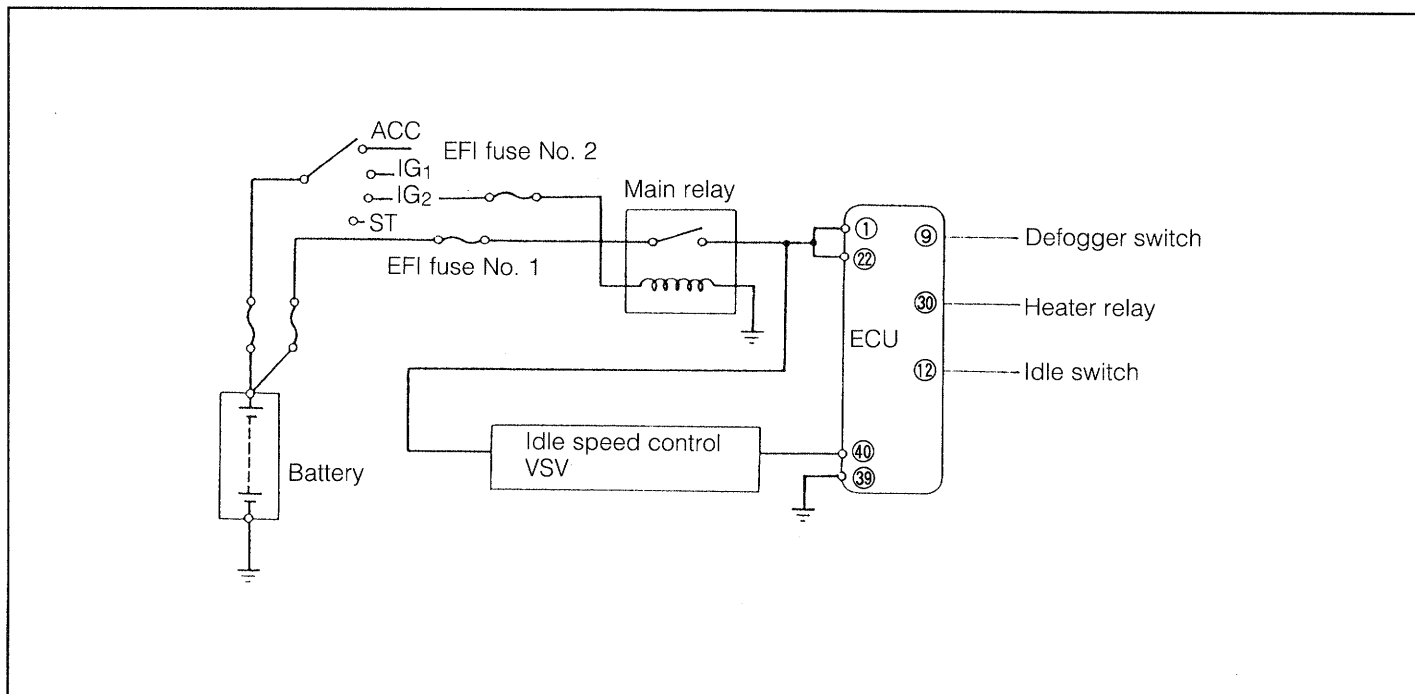 ACC
EFI fuse No. 2
IG1
IG2
ST
Main relay
EFI fuse No. 1
1
22
9
Defogger switch
30
Heater relay
ECU
12
Idle switch
Idle speed control
VSV
40
39
Battery